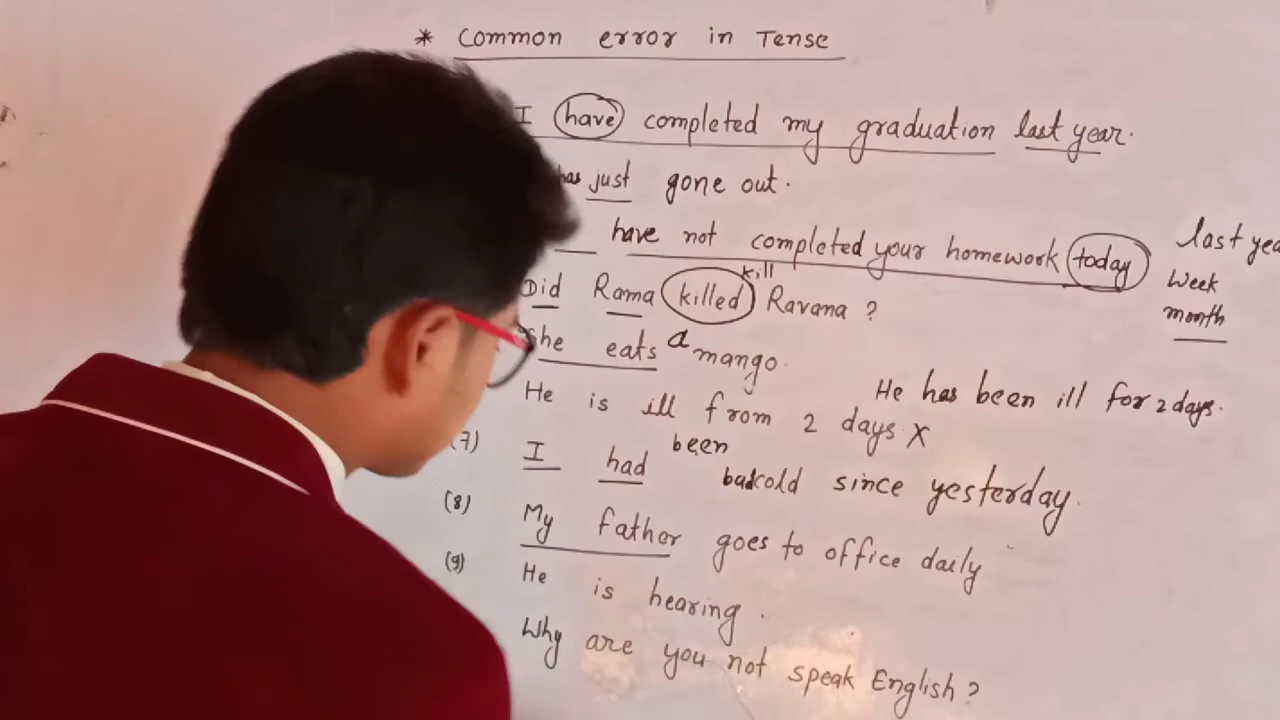 * Common error in Tense
I have completed my graduation last year.
has just gone out.
have not completed your homework today
last yea
week
month
kill
Did Rama killed Ravana ?
She eats a mango.
He is ill from 2 days X
He has been ill for 2 days.
been
(7) I had cold since yesterday.
(8) My father goes to office daily
(9) He is hearing.
Why are you not speak English?